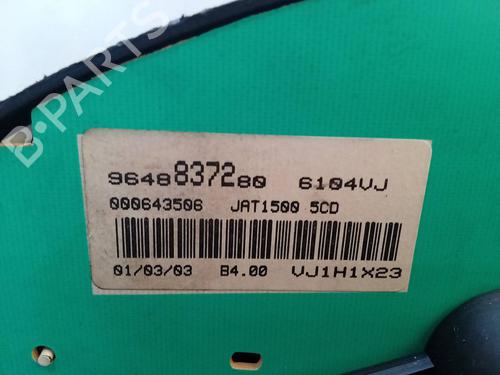 9648837280 6104VJ
000643506 JAT1500 5CD
01/03/03 B4.00 VJ1H1X23
B-PARTS